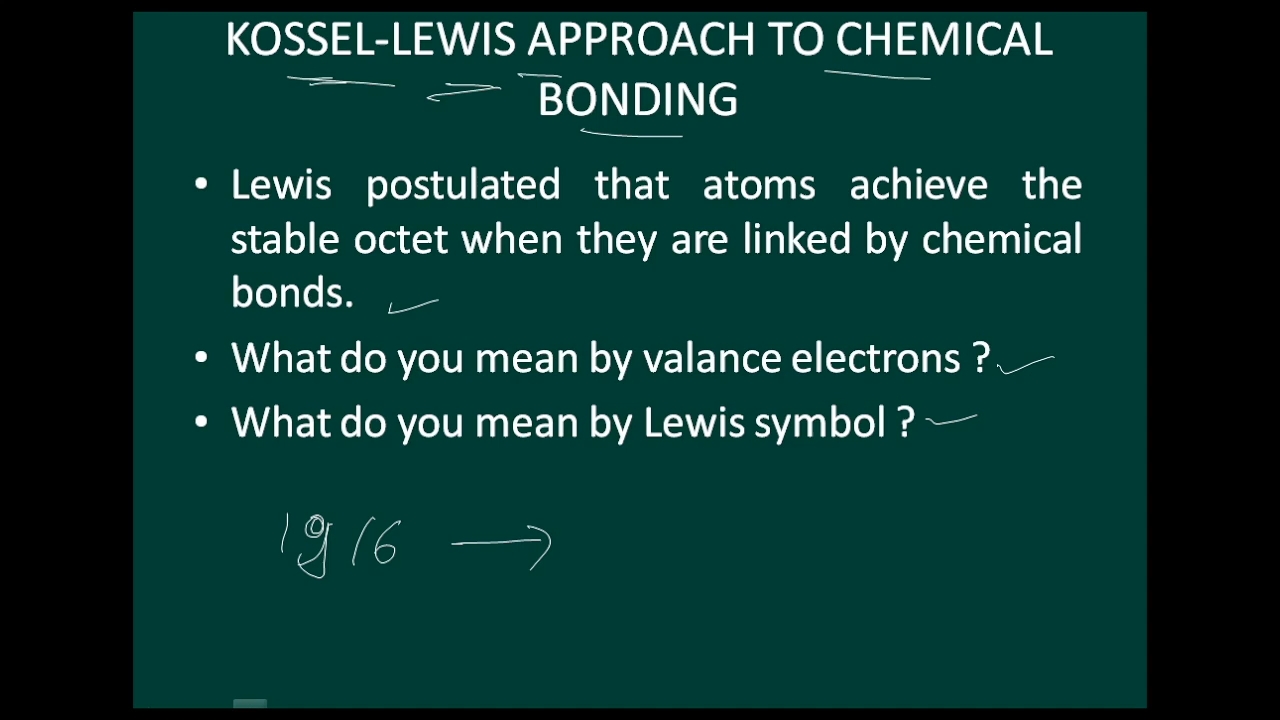 KOSSEL-LEWIS APPROACH TO CHEMICAL
BONDING
• Lewis postulated that atoms achieve the
stable octet when they are linked by chemical
bonds.
• What do you mean by valance electrons ?
• What do you mean by Lewis symbol ?
1916 →